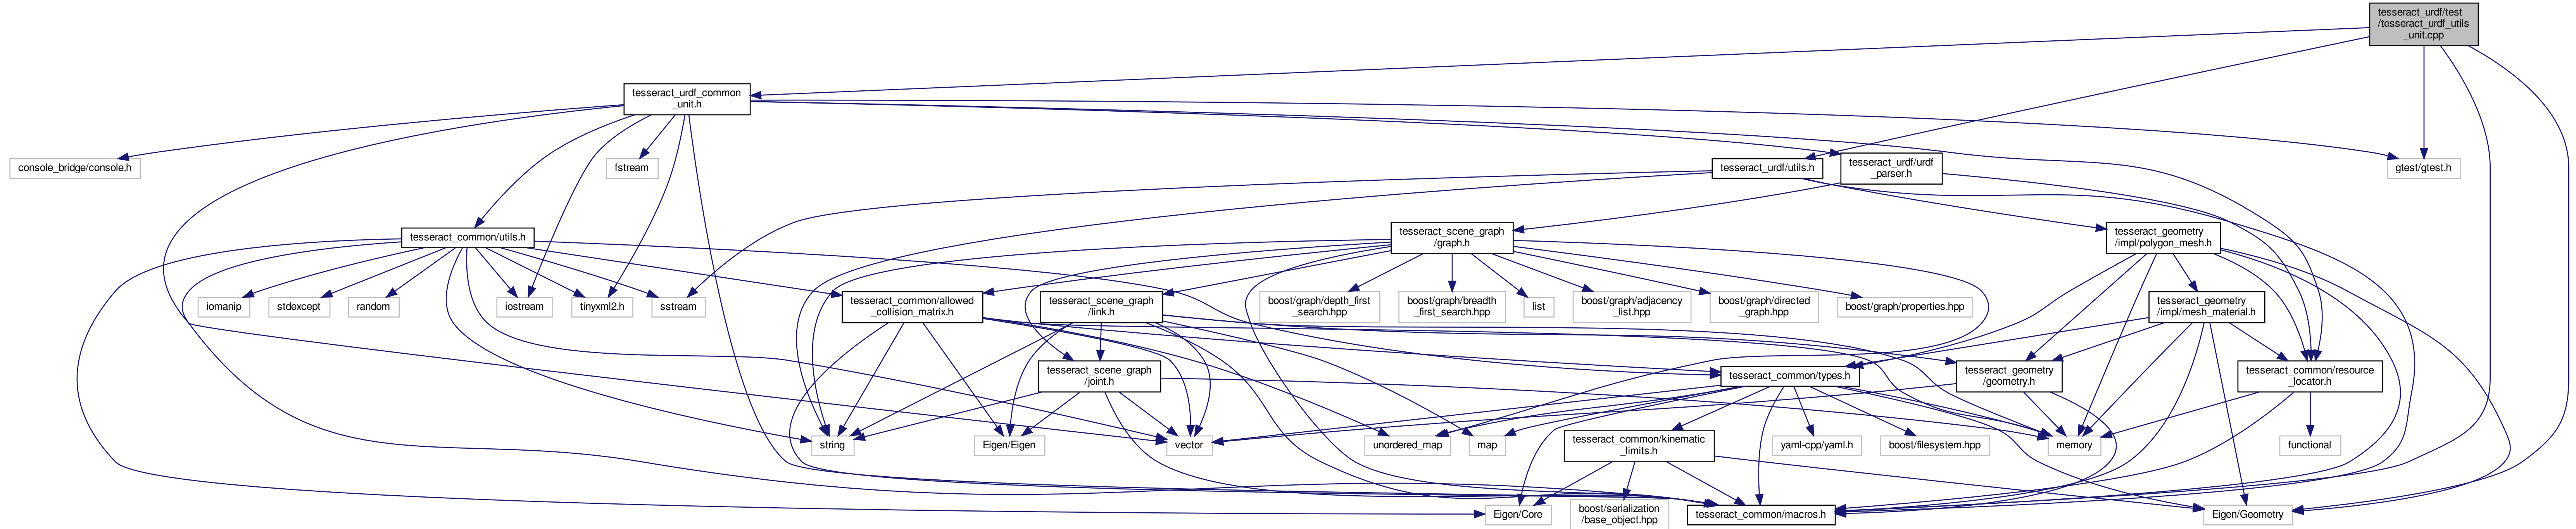 tesseract_urdf/test
/tesseract_urdf_utils
_unit.cpp
tesseract_urdf_common
_unit.h
console_bridge/console.h
fstream
tesseract_urdf/utils.h
tesseract_urdf/urdf
_parser.h
gtest/gtest.h
tesseract_common/utils.h
tesseract_scene_graph
/graph.h
tesseract_geometry
/impl/polygon_mesh.h
iomanip
stdexcept
random
iostream
tinyxml2.h
sstream
tesseract_common/allowed
_collision_matrix.h
tesseract_scene_graph
/link.h
boost/graph/depth_first
_search.hpp
boost/graph/breadth
_first_search.hpp
list
boost/graph/adjacency
_list.hpp
boost/graph/directed
_graph.hpp
boost/graph/properties.hpp
tesseract_geometry
/impl/mesh_material.h
tesseract_scene_graph
/joint.h
tesseract_common/types.h
tesseract_geometry
/geometry.h
tesseract_common/resource
_locator.h
string
Eigen/Eigen
vector
unordered_map
map
tesseract_common/kinematic
_limits.h
yaml-cpp/yaml.h
boost/filesystem.hpp
memory
functional
Eigen/Core
boost/serialization
/base_object.hpp
tesseract_common/macros.h
Eigen/Geometry